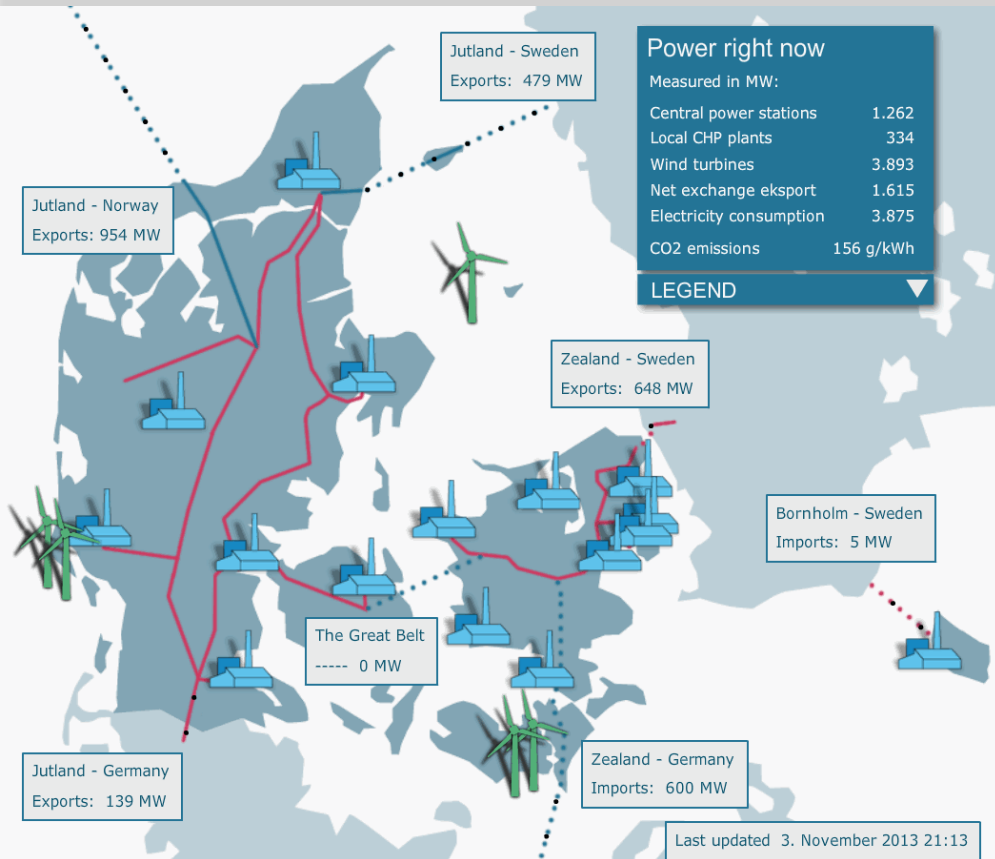 Jutland - Sweden
Exports: 479 MW
Power right now
Measured in MW:
Central power stations 1.262
Local CHP plants 334
Wind turbines 3.893
Net exchange eksport 1.615
Electricity consumption 3.875
CO2 emissions 156 g/kWh
LEGEND
Jutland - Norway
Exports: 954 MW
Zealand - Sweden
Exports: 648 MW
Bornholm - Sweden
Imports: 5 MW
The Great Belt
----- 0 MW
Jutland - Germany
Exports: 139 MW
Zealand - Germany
Imports: 600 MW
Last updated 3. November 2013 21:13